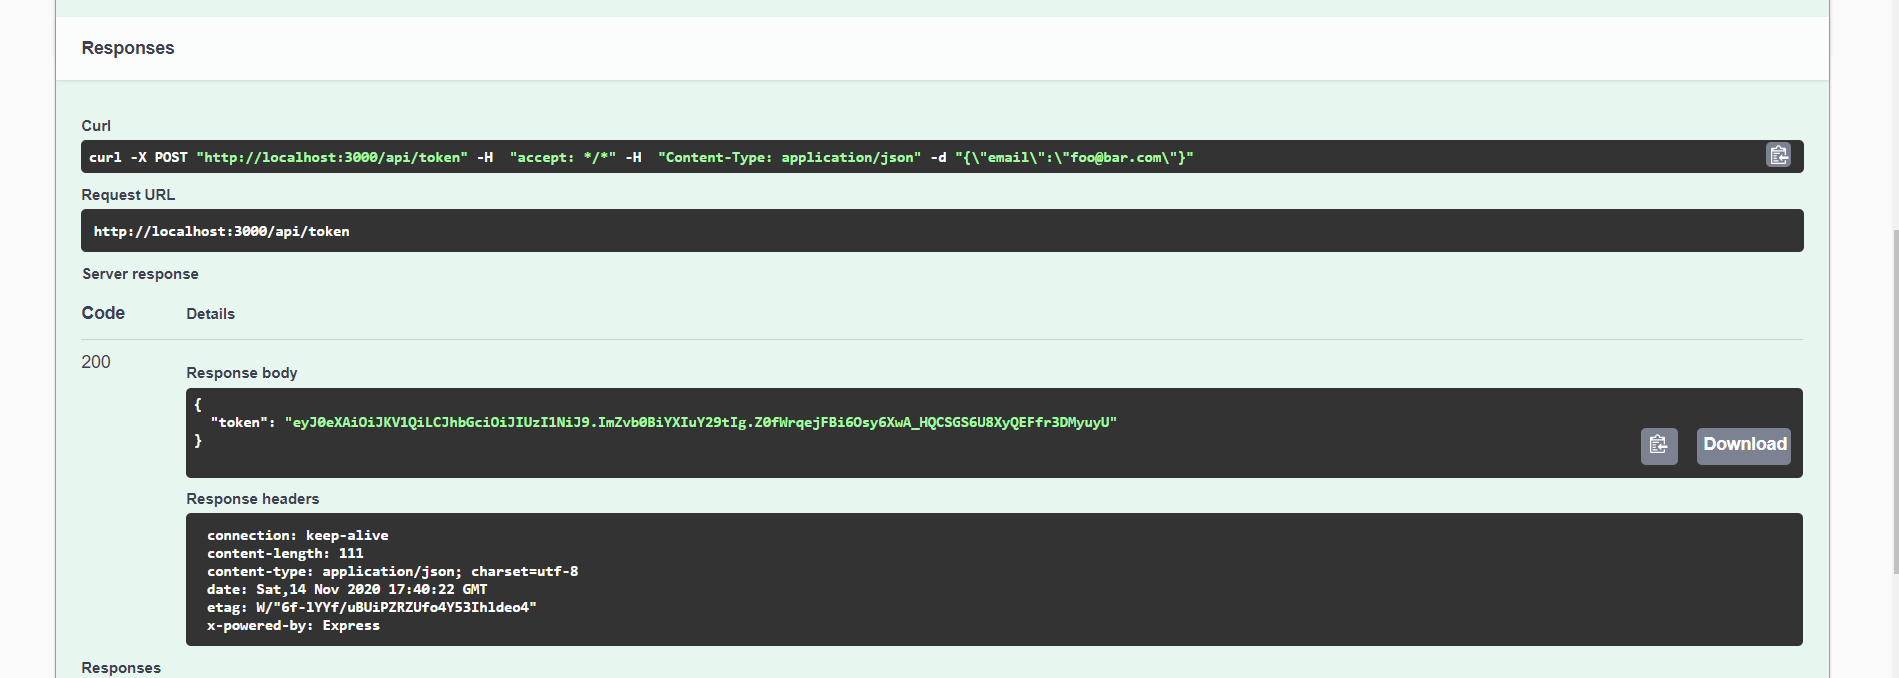 Responses
Curl
curl -X POST "http://localhost:3000/api/token" -H  "accept: */*" -H  "Content-Type: application/json" -d "{\"email\":\"foo@bar.com\"}"
Request URL
http://localhost:3000/api/token
Server response
Code Details
200
Response body
{
"token": "eyJ0eXAiOiJKV1QiLCJhbGciOiJIUzI1NiJ9.ImZvb0BiYXIuY29tIg.Z0fWrqejFBi6Osy6XwA_HQCSGS6U8XyQEFfr3DMyuyU"
}
Download
Response headers
connection: keep-alive
content-length: 111
content-type: application/json; charset=utf-8
date: Sat,14 Nov 2020 17:40:22 GMT
etag: W/"6f-lYYf/uBUiPZRZUfo4Y53Ihldeo4"
x-powered-by: Express
Responses